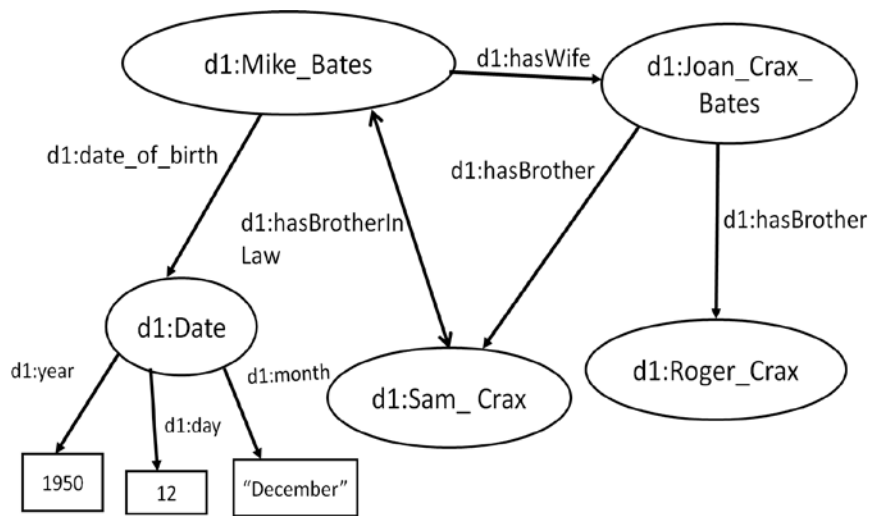 d1:Mike_Bates
d1:hasWife
d1:Joan_Crax_
Bates
d1:date_of_birth
d1:hasBrother
d1:hasBrotherIn
Law
d1:hasBrother
d1:Date
d1:year
d1:day
d1:month
d1:Sam_ Crax
d1:Roger_Crax
1950
12
“December”